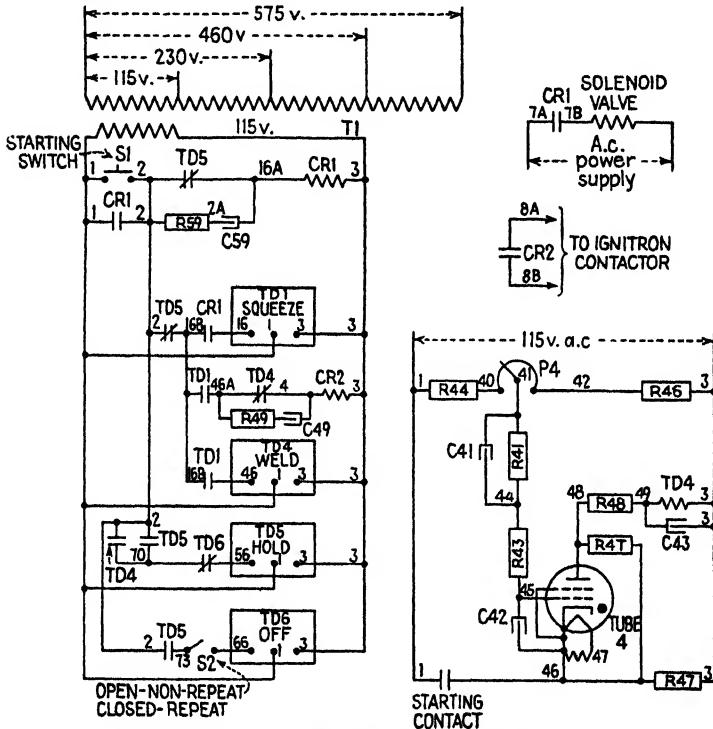 575 v.
460 v
230 v.
115 v.
115 v.
T1
STARTING
SWITCH
S1
1
2
TD5
16A
CR1
3
1
CR1
2
R59
2A
C59
TD5
2
16B
CR1
16
TD1
SQUEEZE
1
3
3
TD1
46A
TD4
4
CR2
3
R49
C49
TD1
16B
46
TD4
WELD
1
3
3
2
A
TD4
TD5
70
TD6
56
TD5
HOLD
1
3
3
2
TD5
73
S2
66
TD6
OFF
1
3
OPEN-NON-REPEAT
CLOSED-REPEAT
SOLENOID
VALVE
CR1
7A
7B
A.c.
power
supply
8A
CR2
8B
TO IGNITRON
CONTACTOR
115 v. a.c
1
R44
40
41
P4
42
R46
3
C41
R41
44
R43
45
C42
48
R48
49
TD4
3
C43
3
R47
TUBE
4
47
46
1
STARTING
CONTACT
R47
3